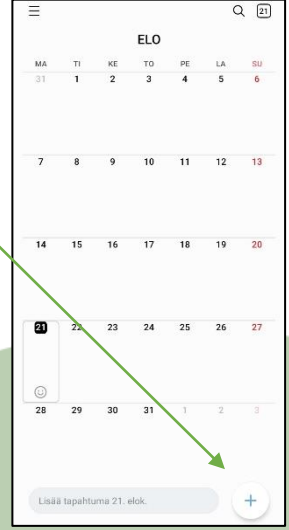 21
ELO
MA TI KE TO PE LA SU
31 1 2 3 4 5 6
7 8 9 10 11 12 13
14 15 16 17 18 19 20
21 22 23 24 25 26 27
28 29 30 31 1 2 3
Lisää tapahtuma 21. elok. +